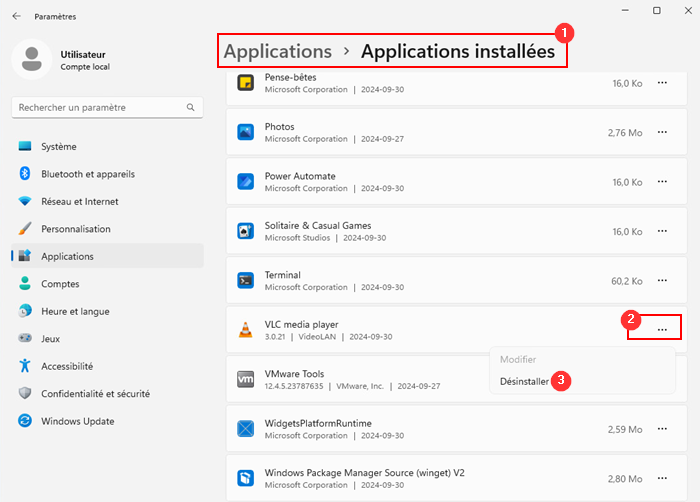 Paramètres
Utilisateur
Compte local
Rechercher un paramètre
Système
Bluetooth et appareils
Réseau et Internet
Personnalisation
Applications
Comptes
Heure et langue
Jeux
Accessibilité
Confidentialité et sécurité
Windows Update
1
Applications > Applications installées
Pense-bêtes
Microsoft Corporation | 2024-09-30
16,0 Ko
Photos
Microsoft Corporation | 2024-09-27
2,76 Mo
Power Automate
Microsoft Corporation | 2024-09-30
16,0 Ko
Solitaire & Casual Games
Microsoft Studios | 2024-09-30
16,0 Ko
Terminal
Microsoft Corporation | 2024-09-30
60,2 Ko
VLC media player
3.0.21 | VideoLAN | 2024-09-30
2
Modifier
Désinstaller 3
VMware Tools
12.4.5.23787635 | VMware, Inc. | 2024-09-27
vm
WidgetsPlatformRuntime
Microsoft Corporation | 2024-09-30
2,59 Mo
Windows Package Manager Source (winget) V2
Microsoft Corporation | 2024-09-30
2,80 Mo